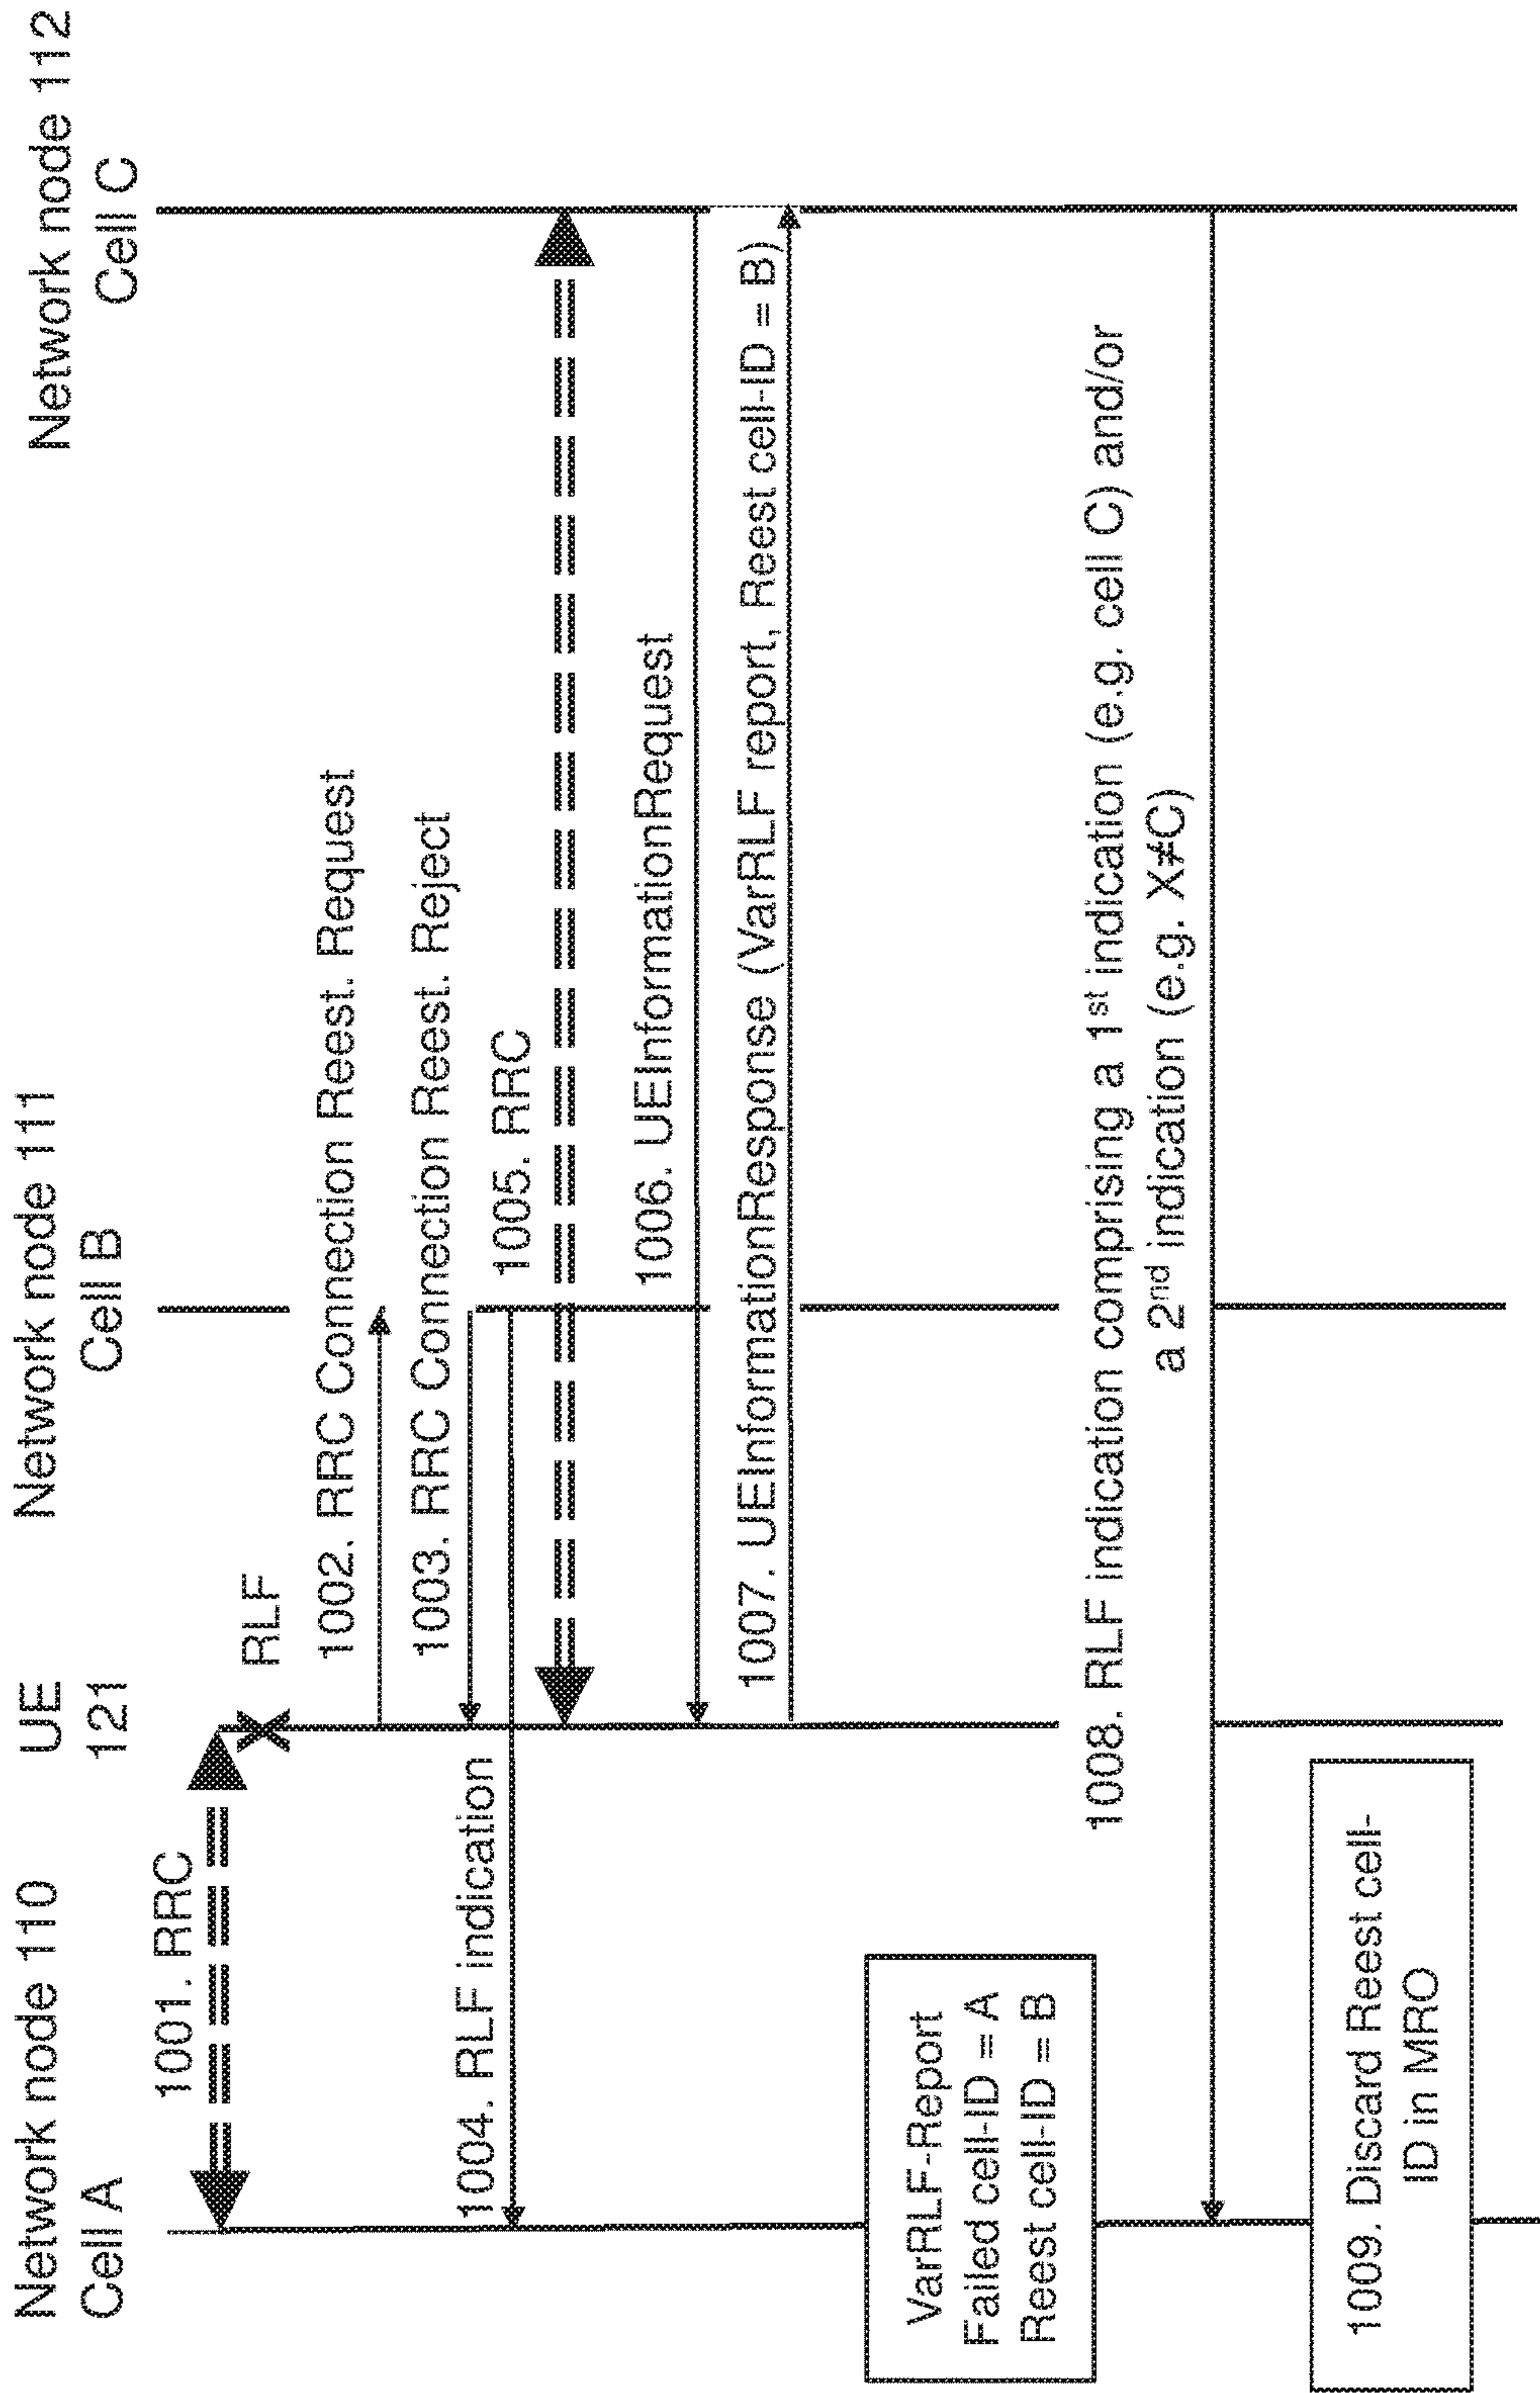 Network node 110
Cell A
UE
121
Network node 111
Cell B
Network node 112
Cell C
1001. RRC
RLF
1002. RRC Connection Reest. Request
1003. RRC Connection Reest. Reject
1004. RLF indication
1005. RRC
1006. UEInformationRequest
1007. UEInformationResponse (VarRLF report, Reest cell-ID = B)
VarRLF-Report
Failed cell-ID = A
Reest cell-ID = B
1008. RLF indication comprising a 1st indication (e.g. cell C) and/or
a 2nd indication (e.g. X≠C)
1009. Discard Reest cell-
ID in MRO